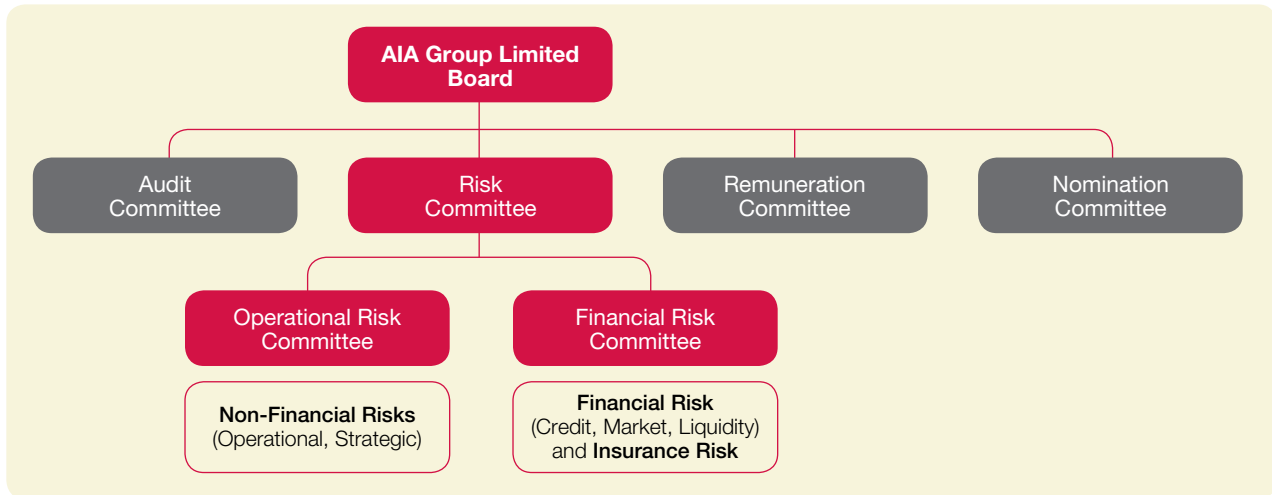 AIA Group Limited
Board
Audit
Committee
Risk
Committee
Remuneration
Committee
Nomination
Committee
Operational Risk
Committee
Financial Risk
Committee
Non-Financial Risks
(Operational, Strategic)
Financial Risk
(Credit, Market, Liquidity)
and Insurance Risk